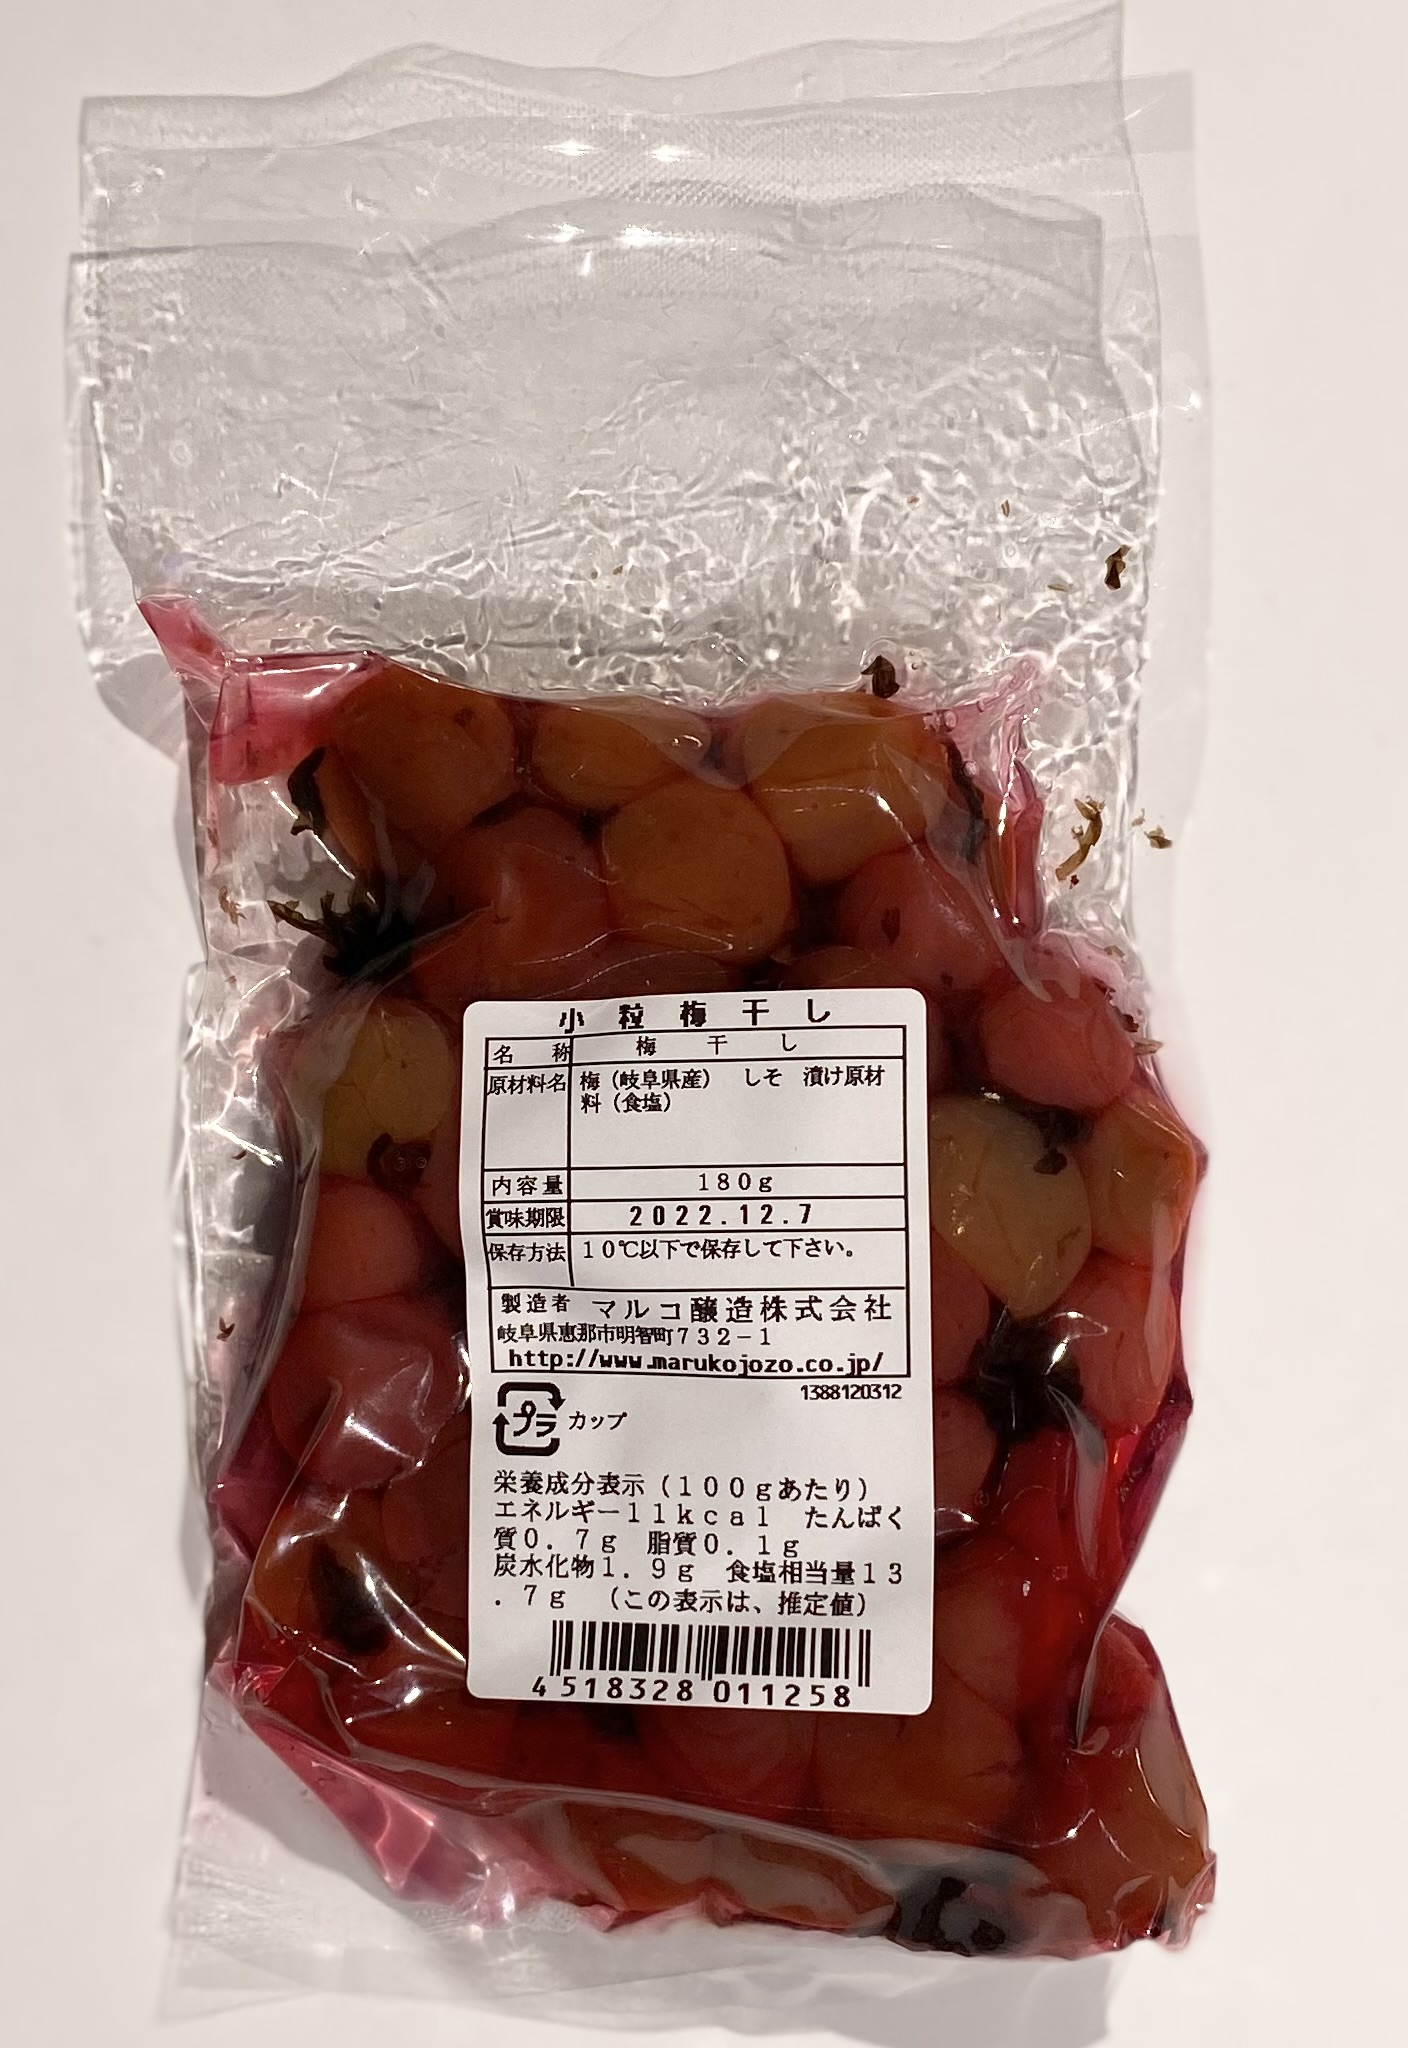 小粒梅干し
名称 梅干し
原材料名 梅（岐阜県産） しそ 漬け原材
料（食塩）
内容量 180g
賞味期限 2022.12.7
保存方法 10℃以下で保存して下さい。
製造者 マルコ醸造株式会社
岐阜県恵那市明智町732-1
http://www.marukojozo.co.jp/
1388120312
プラ カップ
栄養成分表示（100gあたり）
エネルギー11kcal たんぱく
質0.7g 脂質0.1g
炭水化物1.9g 食塩相当量13
.7g （この表示は、推定値）
4 518328 011258